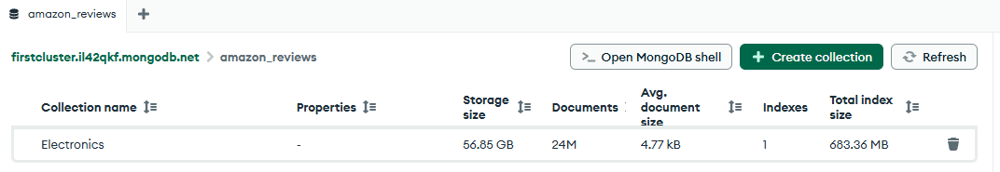 amazon_reviews
firstcluster.il42qkf.mongodb.net > amazon_reviews
>_ Open MongoDB shell
+ Create collection
Refresh
Collection name
Properties
Storage size
Documents
Avg. document size
Indexes
Total index size
Electronics
-
56.85 GB
24M
4.77 kB
1
683.36 MB